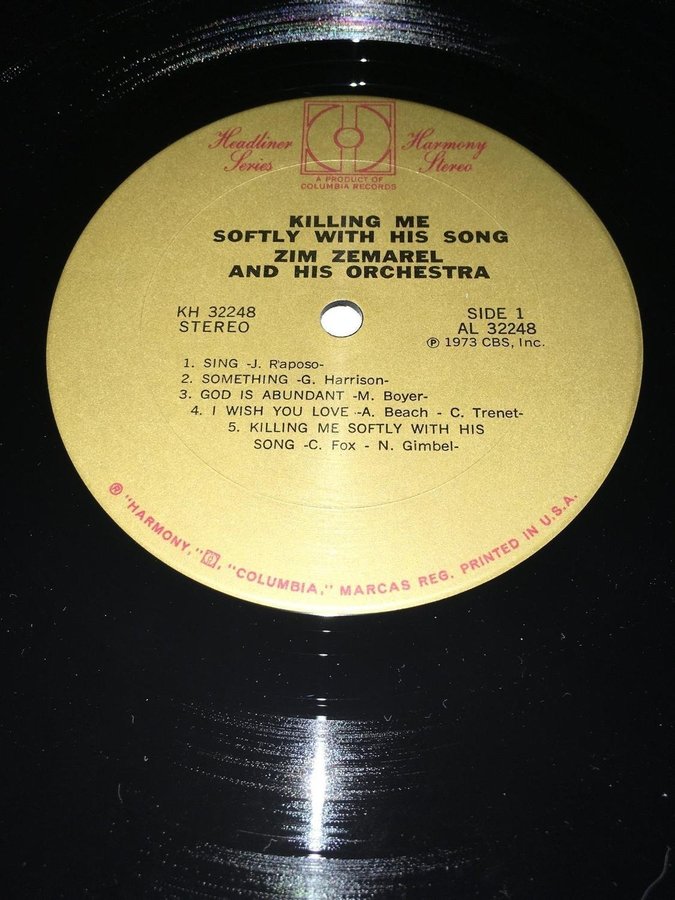 Headliner Series
Harmony Stereo
A PRODUCT OF
COLUMBIA RECORDS
KILLING ME
SOFTLY WITH HIS SONG
ZIM ZEMAREL
AND HIS ORCHESTRA
KH 32248
STEREO
SIDE 1
AL 32248
℗ 1973 CBS, Inc.
1. SING -J. Raposo-
2. SOMETHING -G. Harrison-
3. GOD IS ABUNDANT -M. Boyer-
4. I WISH YOU LOVE -A. Beach - C. Trenet-
5. KILLING ME SOFTLY WITH HIS
SONG -C. Fox - N. Gimbel-
® "HARMONY," , "COLUMBIA," MARCAS REG. PRINTED IN U.S.A.